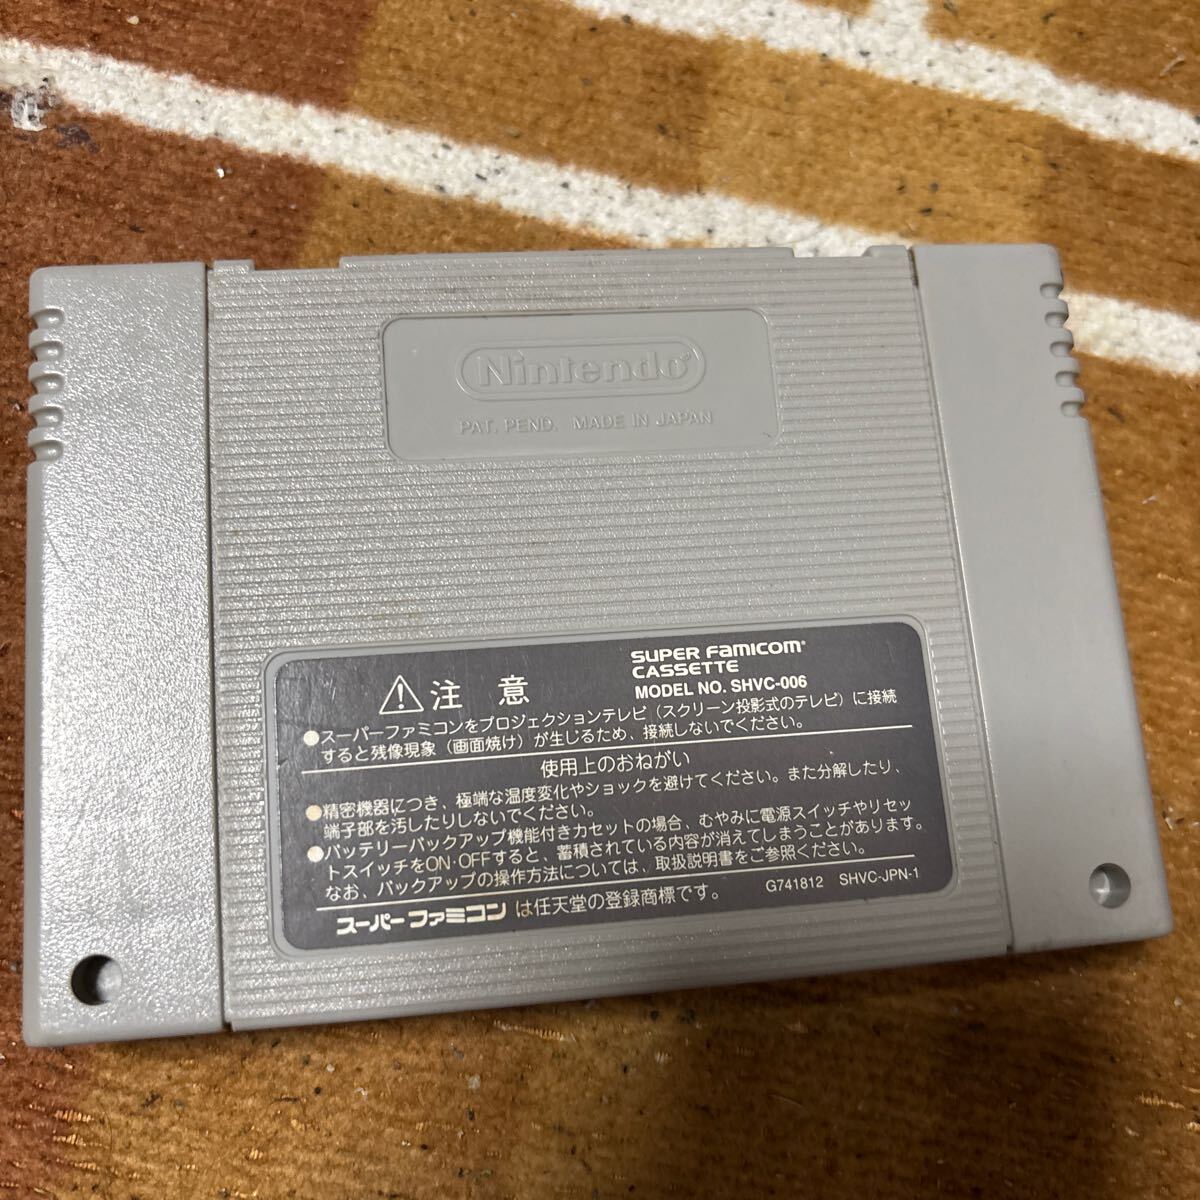 Nintendo
PAT. PEND. MADE IN JAPAN
SUPER FAMICOM
CASSETTE
MODEL NO. SHVC-006
⚠注 意
●スーパーファミコンをプロジェクションテレビ（スクリーン投影式のテレビ）に接続
すると残像現象（画面焼け）が生じるため、接続しないでください。
使用上のおねがい
●精密機器につき、極端な温度変化やショックを避けてください。また分解したり、
端子部を汚したりしないでください。
●バッテリーバックアップ機能付きカセットの場合、むやみに電源スイッチやリセッ
トスイッチをON・OFFすると、蓄積されている内容が消えてしまうことがあります。
なお、バックアップの操作方法については、取扱説明書をご参照ください。
スーパーファミコン は任天堂の登録商標です。
G741812 SHVC-JPN-1